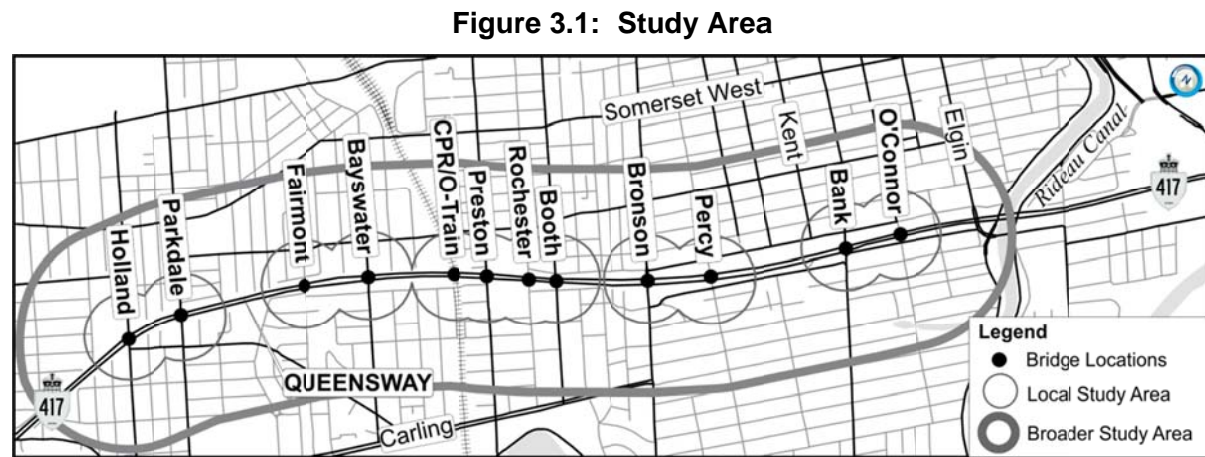 Figure 3.1: Study Area
Somerset West
Kent
O'Connor
Elgin
Rideau Canal
417
Holland
Parkdale
Fairmont
Bayswater
CPR/O-Train
Preston
Rochester
Booth
Bronson
Percy
Bank
QUEENSWAY
417
Carling
Legend
Bridge Locations
Local Study Area
Broader Study Area
N